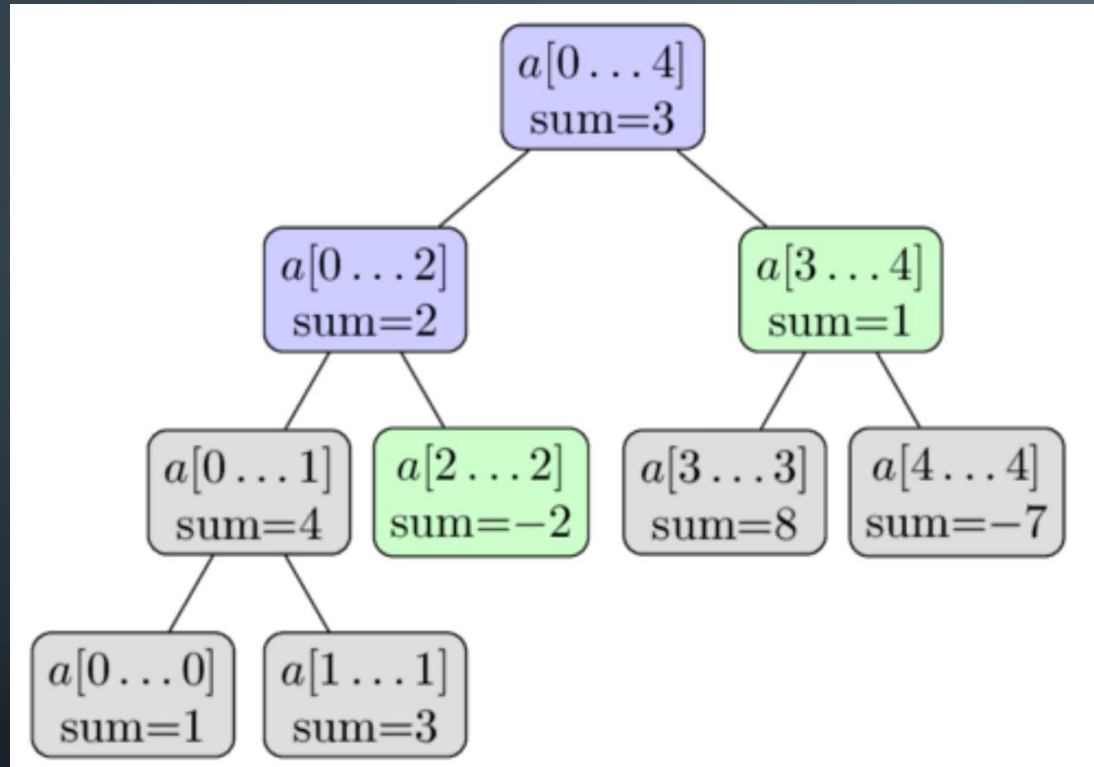 a[0...4]
sum=3
a[0...2]
sum=2
a[3...4]
sum=1
a[0...1]
sum=4
a[2...2]
sum=−2
a[3...3]
sum=8
a[4...4]
sum=−7
a[0...0]
sum=1
a[1...1]
sum=3